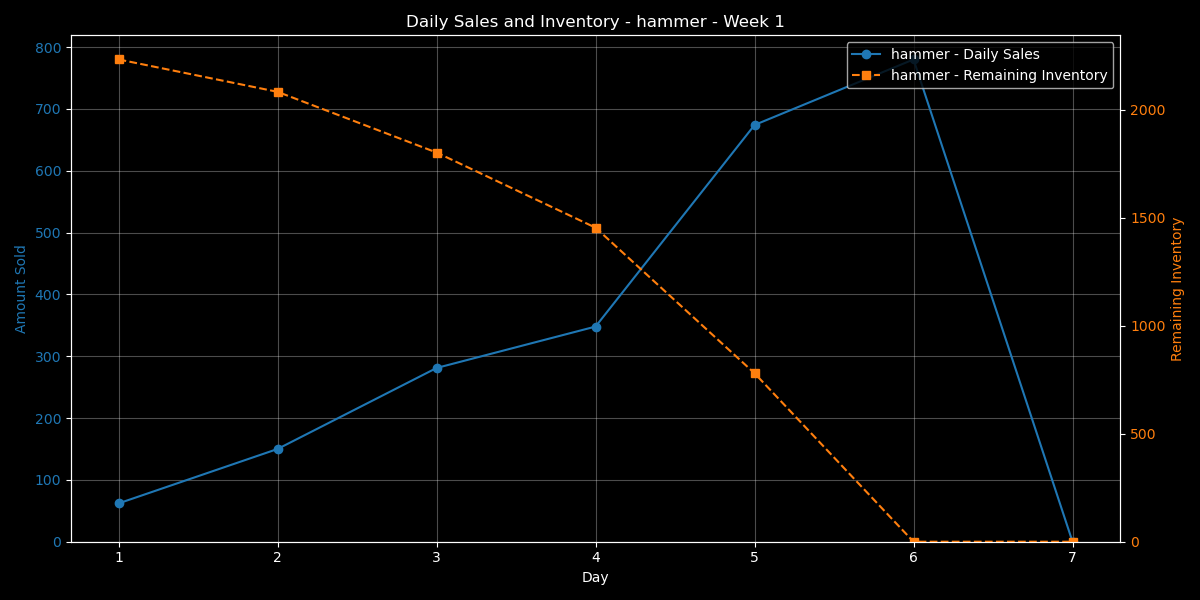 Daily Sales and Inventory - hammer - Week 1
hammer - Daily Sales
hammer - Remaining Inventory
Amount Sold
800
700
600
500
400
300
200
100
0
2000
1500
1000
500
0
Remaining Inventory
1 2 3 4 5 6 7
Day